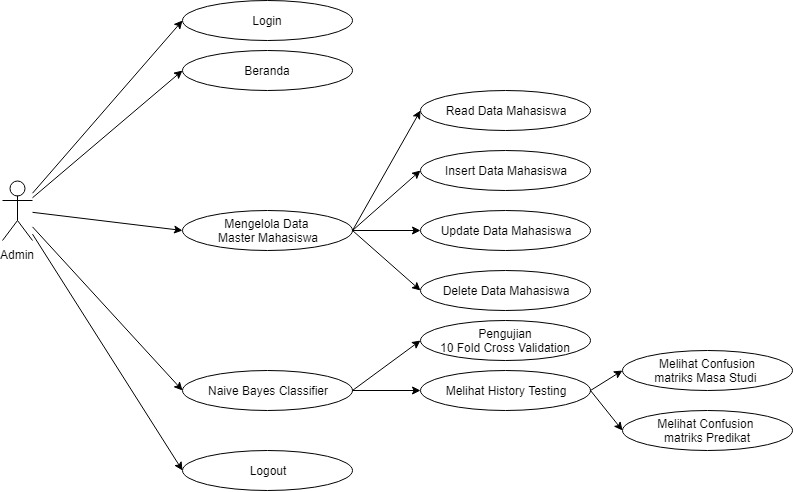 Login
Beranda
Read Data Mahasiswa
Insert Data Mahasiswa
Admin
Mengelola Data
Master Mahasiswa
Update Data Mahasiswa
Delete Data Mahasiswa
Pengujian
10 Fold Cross Validation
Naive Bayes Classifier
Melihat History Testing
Melihat Confusion
matriks Masa Studi
Melihat Confusion
matriks Predikat
Logout